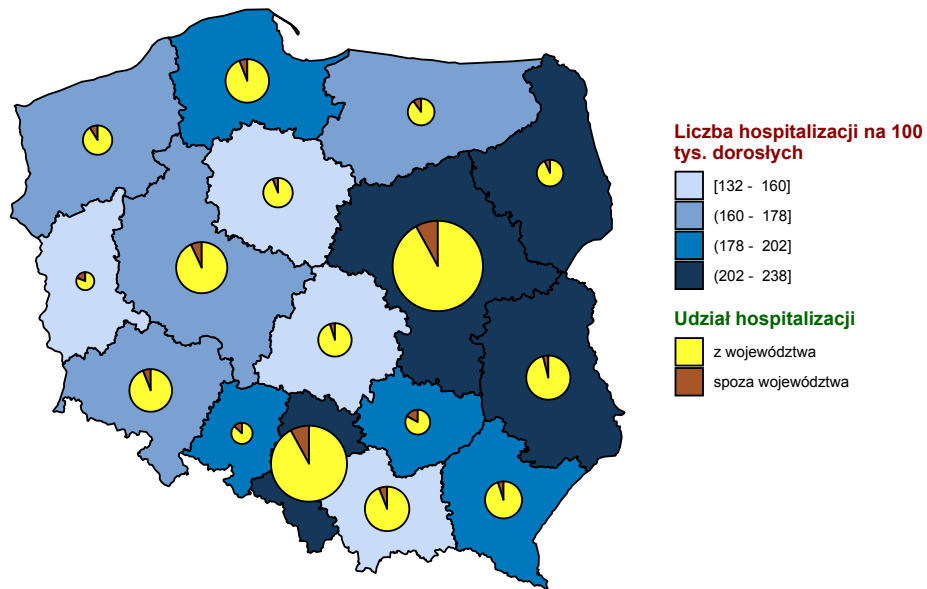 Liczba hospitalizacji na 100
tys. dorosłych
[132 - 160]
(160 - 178]
(178 - 202]
(202 - 238]
Udział hospitalizacji
z województwa
spoza województwa